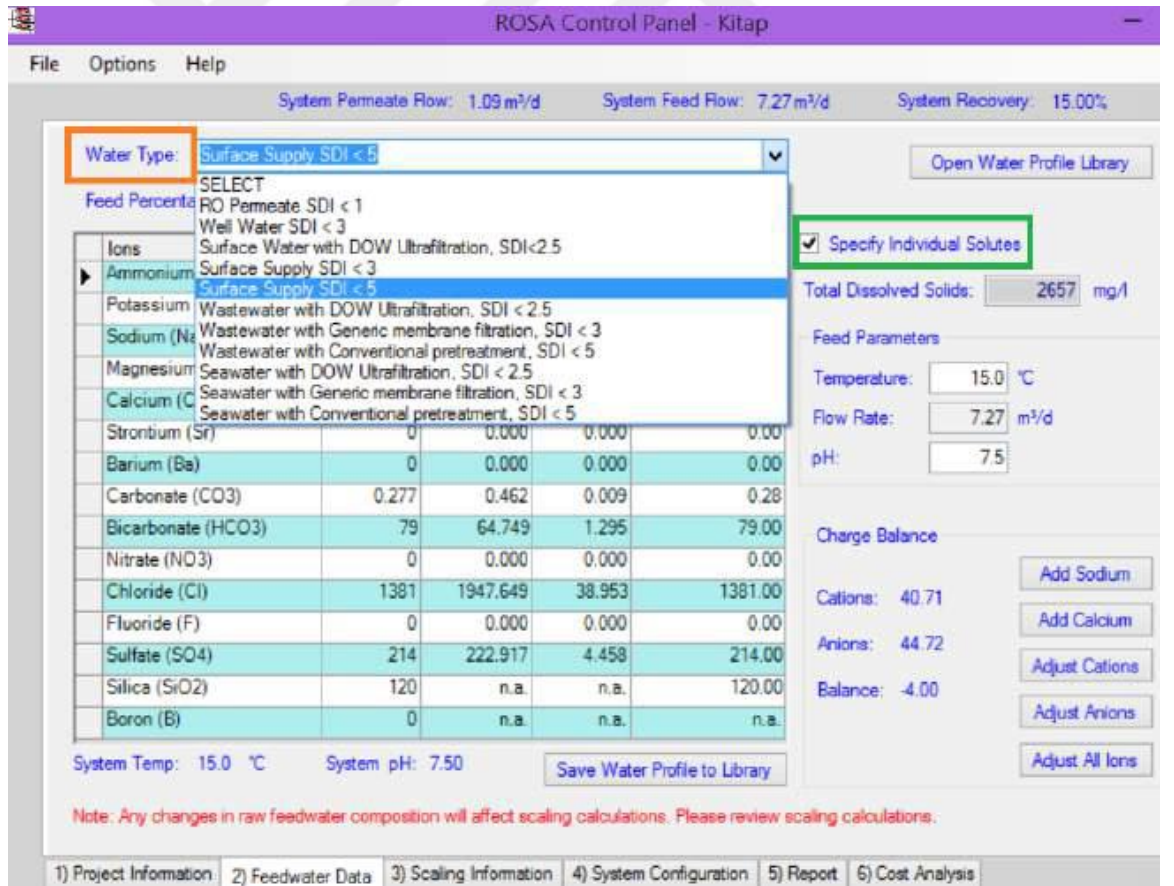 ROSA Control Panel - Kitap
File Options Help
System Permeate Flow: 1.09 m³/d System Feed Flow: 7.27 m³/d System Recovery: 15.00%
Water Type: Surface Supply SDI < 5
Open Water Profile Library
SELECT
Feed Percenta
RO Permeate SDI < 1
Well Water SDI < 3
Surface Water with DOW Ultrafiltration, SDI<2.5
Surface Supply SDI < 3
Surface Supply SDI < 5
Wastewater with DOW Ultrafiltration, SDI < 2.5
Wastewater with Generic membrane filtration, SDI < 3
Wastewater with Conventional pretreatment, SDI < 5
Seawater with DOW Ultrafiltration, SDI < 2.5
Seawater with Generic membrane filtration, SDI < 3
Seawater with Conventional pretreatment, SDI < 5
Ions
Ammonium
Potassium
Sodium (Na
Magnesium
Calcium (C
Strontium (Sr) 0 0.000 0.000 0.00
Barium (Ba) 0 0.000 0.000 0.00
Carbonate (CO3) 0.277 0.462 0.009 0.28
Bicarbonate (HCO3) 79 64.749 1.295 79.00
Nitrate (NO3) 0 0.000 0.000 0.00
Chloride (Cl) 1381 1947.649 38.953 1381.00
Fluoride (F) 0 0.000 0.000 0.00
Sulfate (SO4) 214 222.917 4.458 214.00
Silica (SiO2) 120 n.a. n.a. 120.00
Boron (B) 0 n.a. n.a. n.a.
Specify Individual Solutes
Total Dissolved Solids: 2657 mg/l
Feed Parameters
Temperature: 15.0 °C
Flow Rate: 7.27 m³/d
pH: 7.5
Charge Balance
Cations: 40.71
Anions: 44.72
Balance: -4.00
Add Sodium
Add Calcium
Adjust Cations
Adjust Anions
Adjust All Ions
System Temp: 15.0 °C System pH: 7.50
Save Water Profile to Library
Note: Any changes in raw feedwater composition will affect scaling calculations. Please review scaling calculations.
1) Project Information 2) Feedwater Data 3) Scaling Information 4) System Configuration 5) Report 6) Cost Analysis